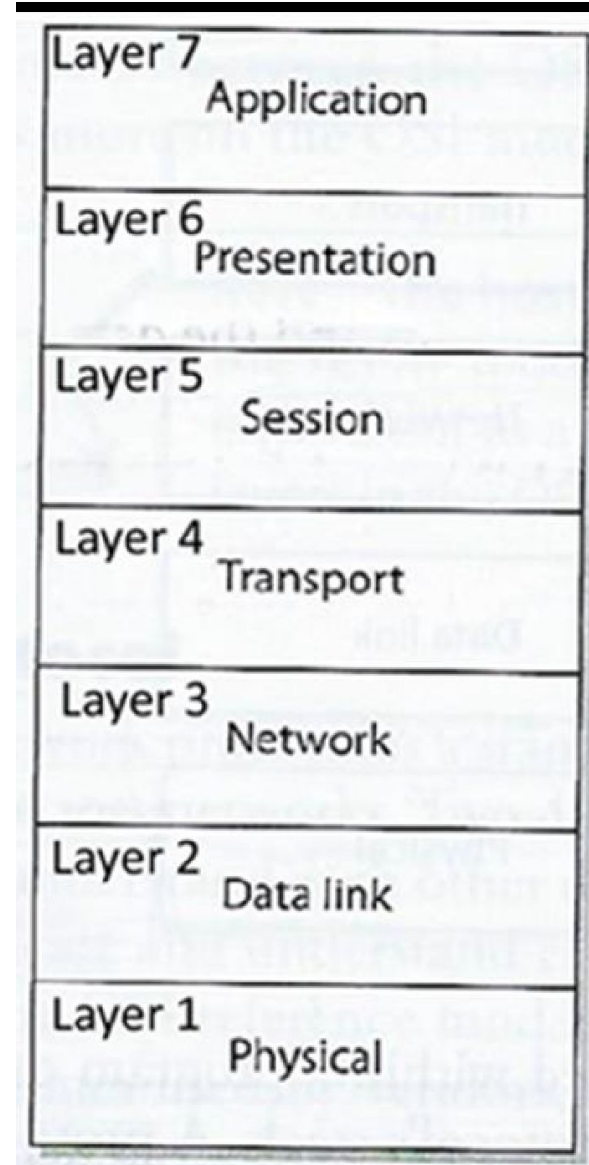 Layer 7
Application
Layer 6
Presentation
Layer 5
Session
Layer 4
Transport
Layer 3
Network
Layer 2
Data link
Layer 1
Physical